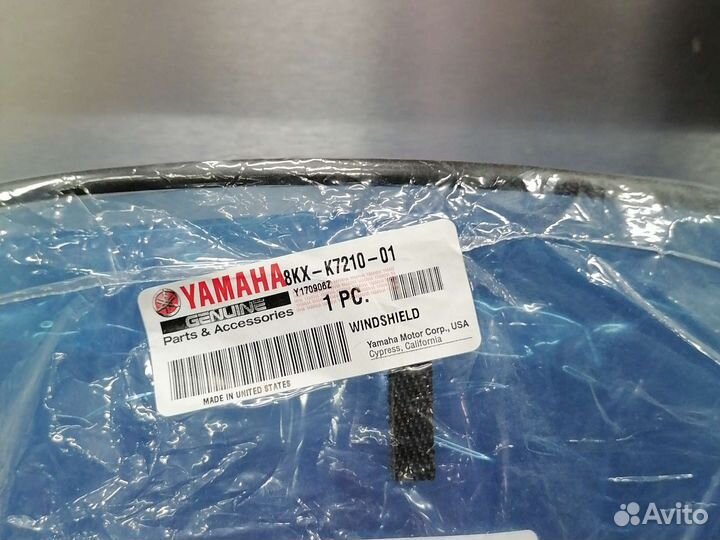 YAMAHA 8KX-K7210-01
GENUINE Y170906Z
Parts & Accessories 1 PC.
WINDSHIELD
Yamaha Motor Corp., USA
Cypress, California
MADE IN UNITED STATES
Avito